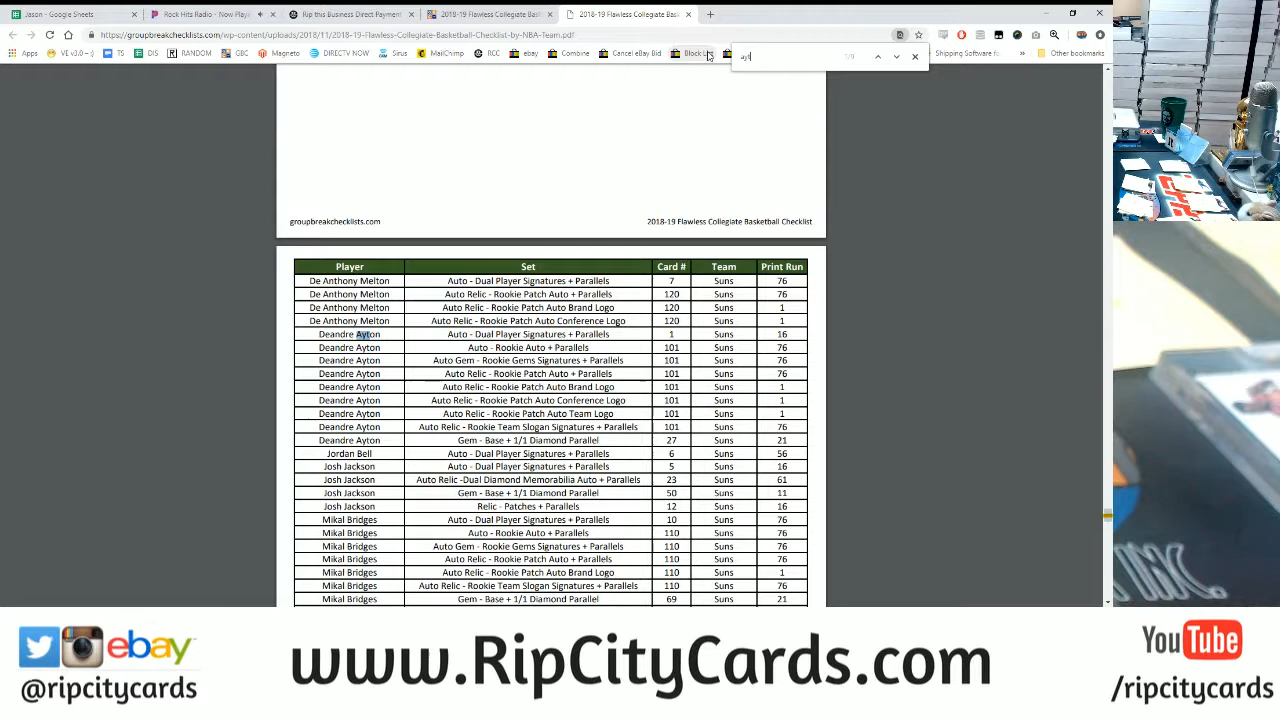 Jason - Google Sheets
Rock Hits Radio - Now Play
Rip this Business Direct Payment
2018-19 Flawless Collegiate Bask
2018-19 Flawless Collegiate Bask
https://groupbreakchecklists.com/wp-content/uploads/2018/11/2018-19-Flawless-Collegiate-Basketball-Checklist-by-NBA-Team.pdf
Apps
VE v3.0 --:)
TS
DIS
RANDOM
GBC
Magneto
DIRECTV NOW
Sirus
MailChimp
RCC
ebay
Combine
Cancel eBay Bid
Block
Shipping Software fo
Other bookmarks
ayt
1/9
groupbreakchecklists.com
2018-19 Flawless Collegiate Basketball Checklist
Player Set Card # Team Print Run
De Anthony Melton Auto - Dual Player Signatures + Parallels 7 Suns 76
De Anthony Melton Auto Relic - Rookie Patch Auto + Parallels 120 Suns 76
De Anthony Melton Auto Relic - Rookie Patch Auto Brand Logo 120 Suns 1
De Anthony Melton Auto Relic - Rookie Patch Auto Conference Logo 120 Suns 1
Deandre Ayton Auto - Dual Player Signatures + Parallels 1 Suns 16
Deandre Ayton Auto - Rookie Auto + Parallels 101 Suns 76
Deandre Ayton Auto Gem - Rookie Gems Signatures + Parallels 101 Suns 76
Deandre Ayton Auto Relic - Rookie Patch Auto + Parallels 101 Suns 76
Deandre Ayton Auto Relic - Rookie Patch Auto Brand Logo 101 Suns 1
Deandre Ayton Auto Relic - Rookie Patch Auto Conference Logo 101 Suns 1
Deandre Ayton Auto Relic - Rookie Patch Auto Team Logo 101 Suns 1
Deandre Ayton Auto Relic - Rookie Team Slogan Signatures + Parallels 101 Suns 76
Deandre Ayton Gem - Base + 1/1 Diamond Parallel 27 Suns 21
Jordan Bell Auto - Dual Player Signatures + Parallels 6 Suns 56
Josh Jackson Auto - Dual Player Signatures + Parallels 5 Suns 16
Josh Jackson Auto Relic -Dual Diamond Memorabilia Auto + Parallels 23 Suns 61
Josh Jackson Gem - Base + 1/1 Diamond Parallel 50 Suns 11
Josh Jackson Relic - Patches + Parallels 12 Suns 16
Mikal Bridges Auto - Dual Player Signatures + Parallels 10 Suns 76
Mikal Bridges Auto - Rookie Auto + Parallels 110 Suns 76
Mikal Bridges Auto Gem - Rookie Gems Signatures + Parallels 110 Suns 76
Mikal Bridges Auto Relic - Rookie Patch Auto + Parallels 110 Suns 76
Mikal Bridges Auto Relic - Rookie Patch Auto Brand Logo 110 Suns 1
Mikal Bridges Auto Relic - Rookie Team Slogan Signatures + Parallels 110 Suns 76
Mikal Bridges Gem - Base + 1/1 Diamond Parallel 69 Suns 21
ebay
@ripcitycards
www.RipCityCards.com
YouTube
/ripcitycards